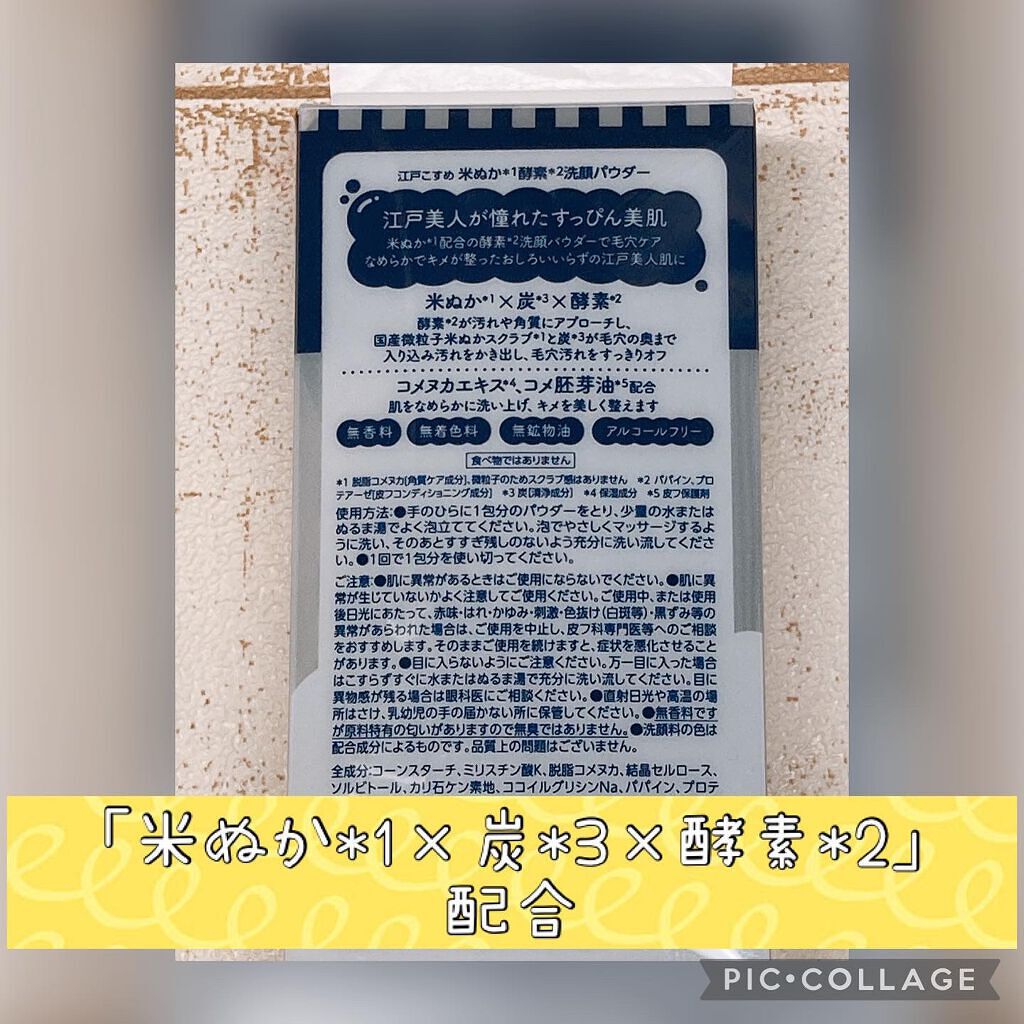 江戸こすめ 米ぬか*1酵素*2洗顔パウダー
江戸美人が憧れたすっぴん美肌
米ぬか*1配合の酵素*2洗顔パウダーで毛穴ケア
なめらかでキメが整ったおしろいいらずの江戸美人肌に
米ぬか*1×炭*3×酵素*2
酵素*2が汚れや角質にアプローチし、
国産微粒子米ぬかスクラブ*1と炭*3が毛穴の奥まで
入り込み汚れをかき出し、毛穴汚れをすっきりオフ
コメヌカエキス*4、コメ胚芽油*5配合
肌をなめらかに洗い上げ、キメを美しく整えます
無香料 無着色料 無鉱物油 アルコールフリー
食べ物ではありません
*1 脱脂コメヌカ[角質ケア成分]、微粒子のためスクラブ感はありません *2 パパイン、プロ
テアーゼ[皮フコンディショニング成分] *3 炭[清浄成分] *4 保湿成分 *5 皮フ保護剤
使用方法:●手のひらに1包分のパウダーをとり、少量の水または
ぬるま湯でよく泡立ててください。泡でやさしくマッサージするよ
うに洗い、そのあとすすぎ残しのないよう充分に洗い流してくださ
い。●1回で1包分を使い切ってください。
ご注意:●肌に異常があるときはご使用にならないでください。●肌に異
常が生じていないかよく注意してご使用ください。ご使用中、または使用
後日光にあたって、赤味・はれ・かゆみ・刺激・色抜け(白斑等)・黒ずみ等の
異常があらわれた場合は、ご使用を中止し、皮フ科専門医等へのご相談
をおすすめします。そのままご使用を続けますと、症状を悪化させること
があります。●目に入らないようにご注意ください。万一目に入った場合
はこすらずすぐに水またはぬるま湯で充分に洗い流してください。目に
異物感が残る場合は眼科医にご相談ください。●直射日光や高温の場
所はさけ、乳幼児の手の届かない所に保管してください。●無香料です
が原料特有の匂いがありますので無臭ではありません。●洗顔料の色は
配合成分によるものです。品質上の問題はございません。
全成分:コーンスターチ、ミリスチン酸K、脱脂コメヌカ、結晶セルロース、
ソルビトール、カリ石ケン素地、ココイルグリシンNa、パパイン、プロテ
「米ぬか*1×炭*3×酵素*2」
配合
PIC•COLLAGE